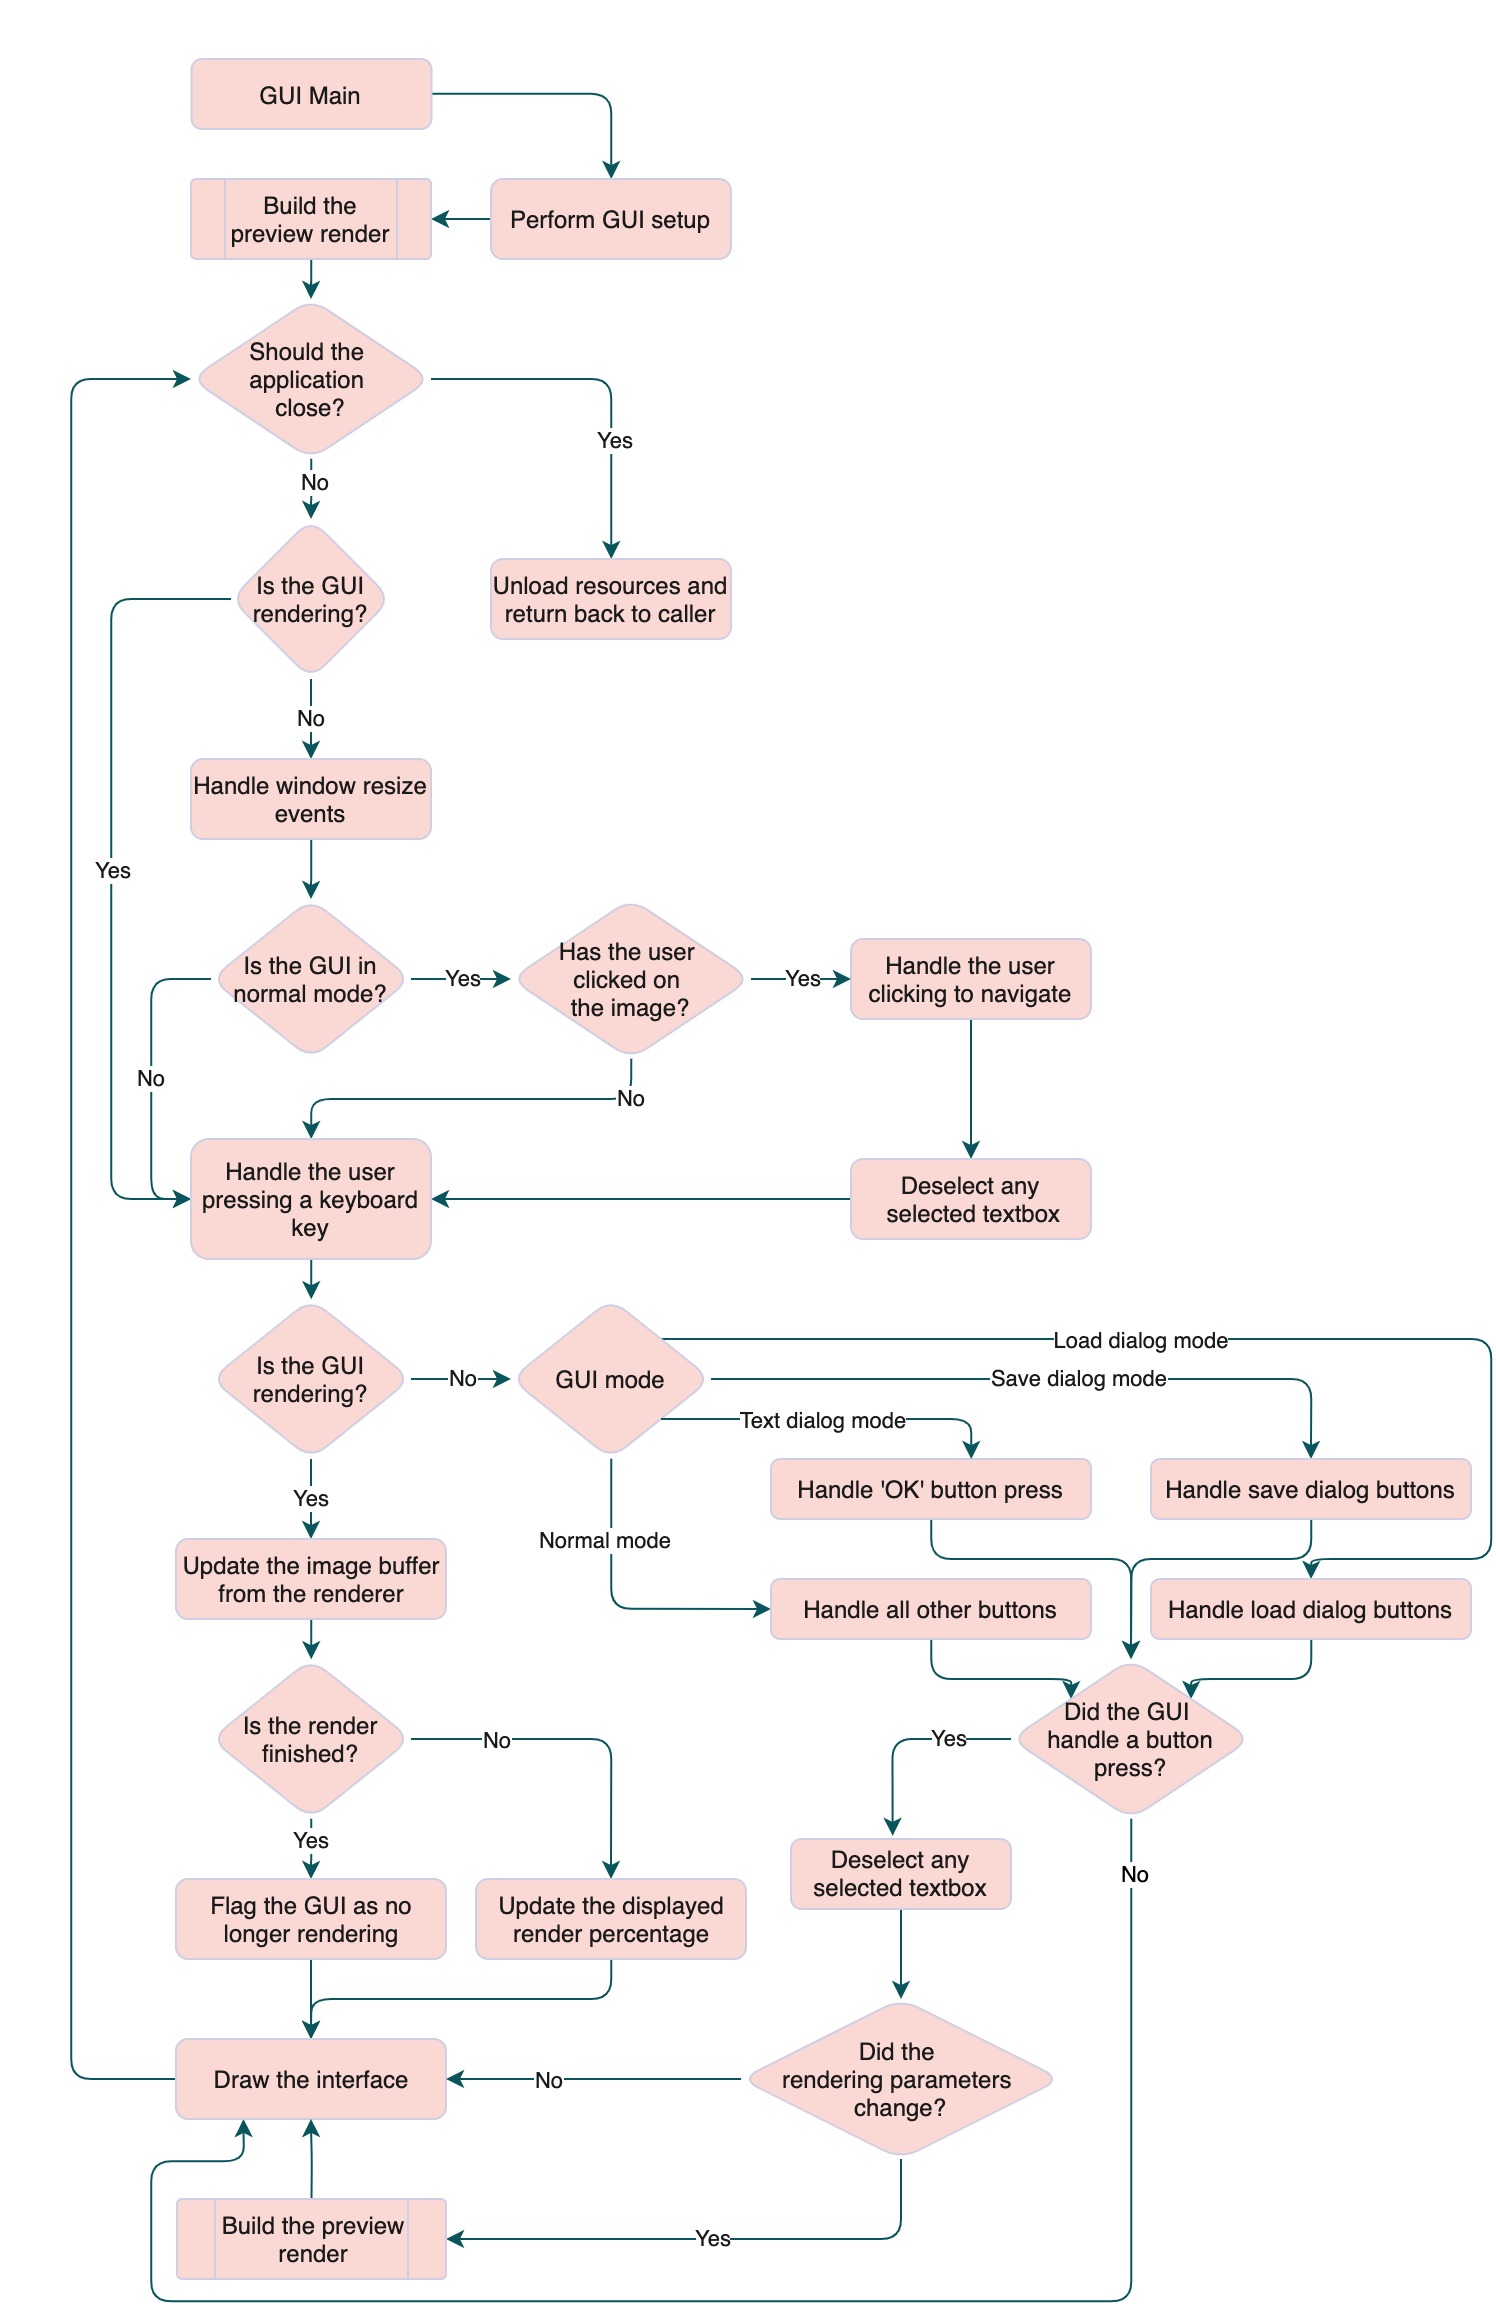 GUI Main
Build the
preview render
Perform GUI setup
Should the
application
close?
Yes
No
Is the GUI
rendering?
Unload resources and
return back to caller
No
Handle window resize
events
Yes
Is the GUI in
normal mode?
Yes
Has the user
clicked on
the image?
Yes
Handle the user
clicking to navigate
No
No
Handle the user
pressing a keyboard
key
Deselect any
selected textbox
Is the GUI
rendering?
No
GUI mode
Load dialog mode
Save dialog mode
Text dialog mode
Handle 'OK' button press
Handle save dialog buttons
Yes
Normal mode
Update the image buffer
from the renderer
Handle all other buttons
Handle load dialog buttons
Is the render
finished?
No
Yes
Did the GUI
handle a button
press?
Yes
No
Flag the GUI as no
longer rendering
Update the displayed
render percentage
Deselect any
selected textbox
Draw the interface
No
Did the
rendering parameters
change?
Build the preview
render
Yes